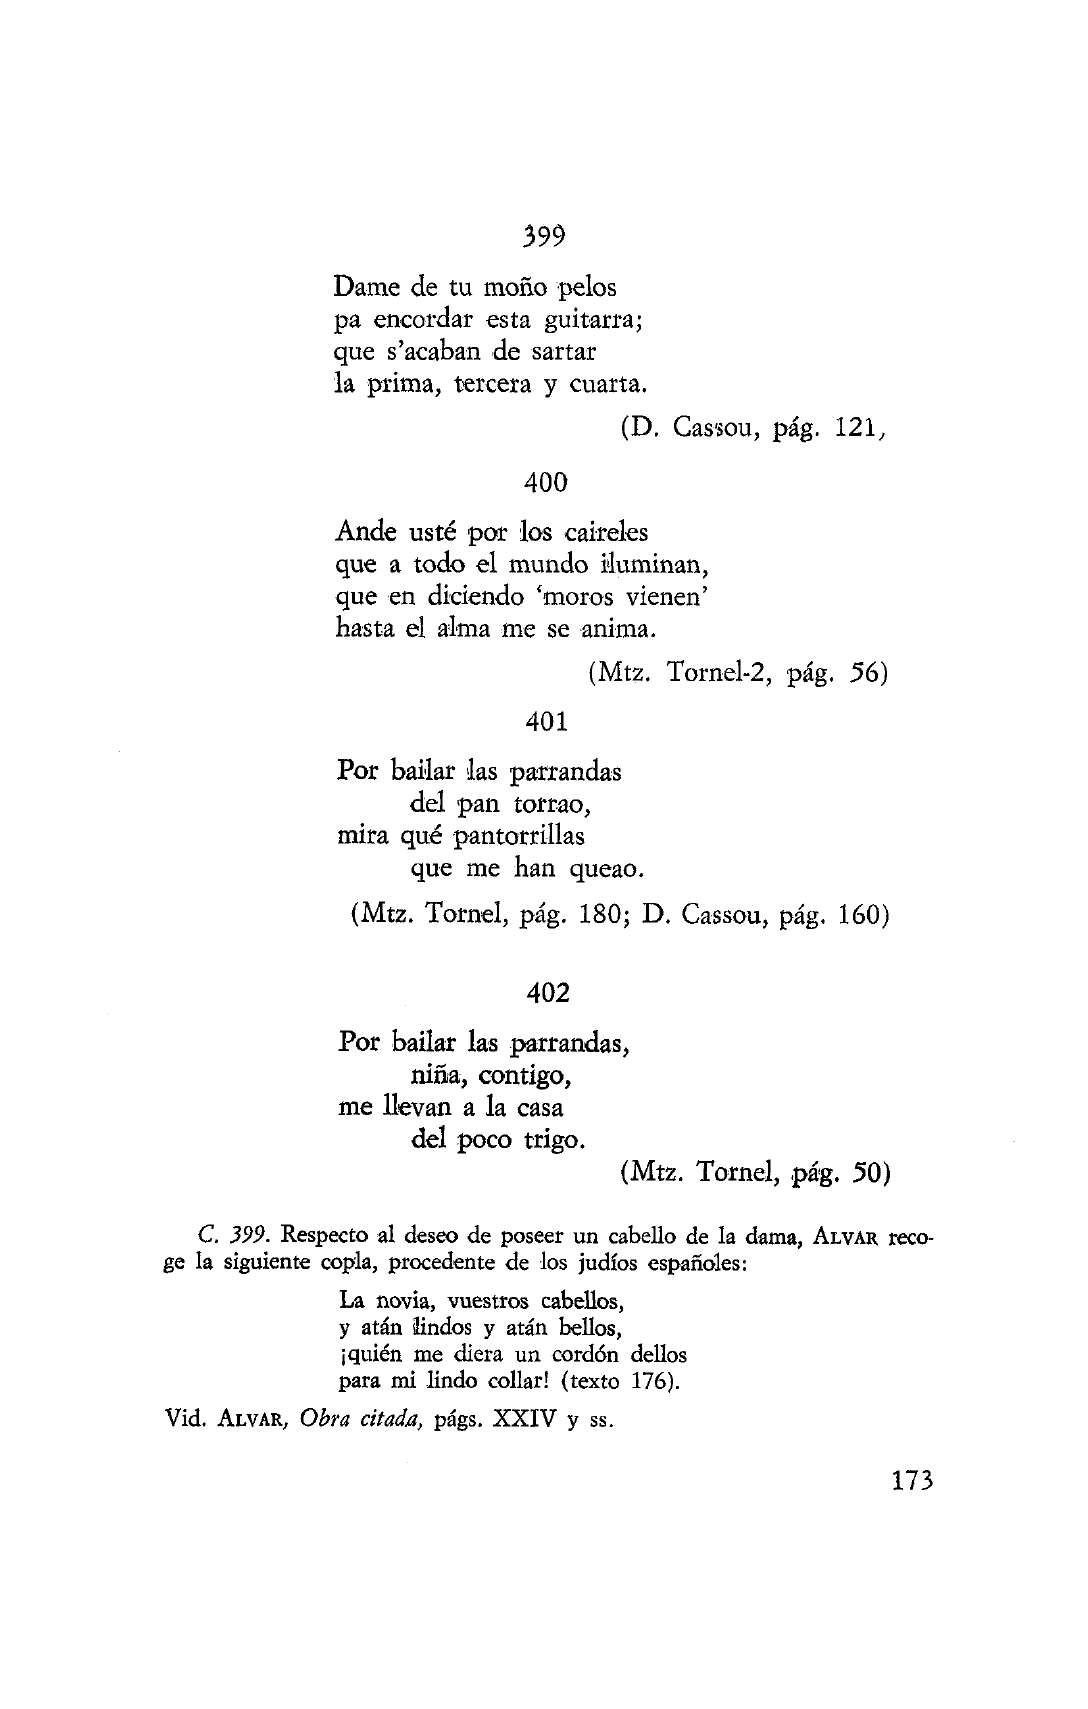 399
Dame de tu moño pelos
pa encordar esta guitarra;
que s'acaban de sartar
la prima, tercera y cuarta.
(D. Cassou, pág. 121,
400
Ande usté por los caireles
que a todo el mundo iluminan,
que en diciendo ‘moros vienen’
hasta el alma me se anima.
(Mtz. Tornel-2, pág. 56)
401
Por bailar las parrandas
del pan torrao,
mira qué pantorrillas
que me han queao.
(Mtz. Tornel, pág. 180; D. Cassou, pág. 160)
402
Por bailar las parrandas,
niña, contigo,
me llevan a la casa
del poco trigo.
(Mtz. Tornel, pág. 50)
C. 399. Respecto al deseo de poseer un cabello de la dama, ALVAR reco-
ge la siguiente copla, procedente de los judíos españoles:
La novia, vuestros cabellos,
y atán lindos y atán bellos,
¡quién me diera un cordón dellos
para mi lindo collar! (texto 176).
Vid. ALVAR, Obra citada, págs. XXIV y ss.
173